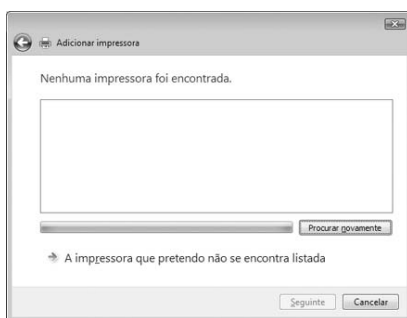 Adicionar impressora
Nenhuma impressora foi encontrada.
Procurar novamente
A impressora que pretendo não se encontra listada
Seguinte
Cancelar